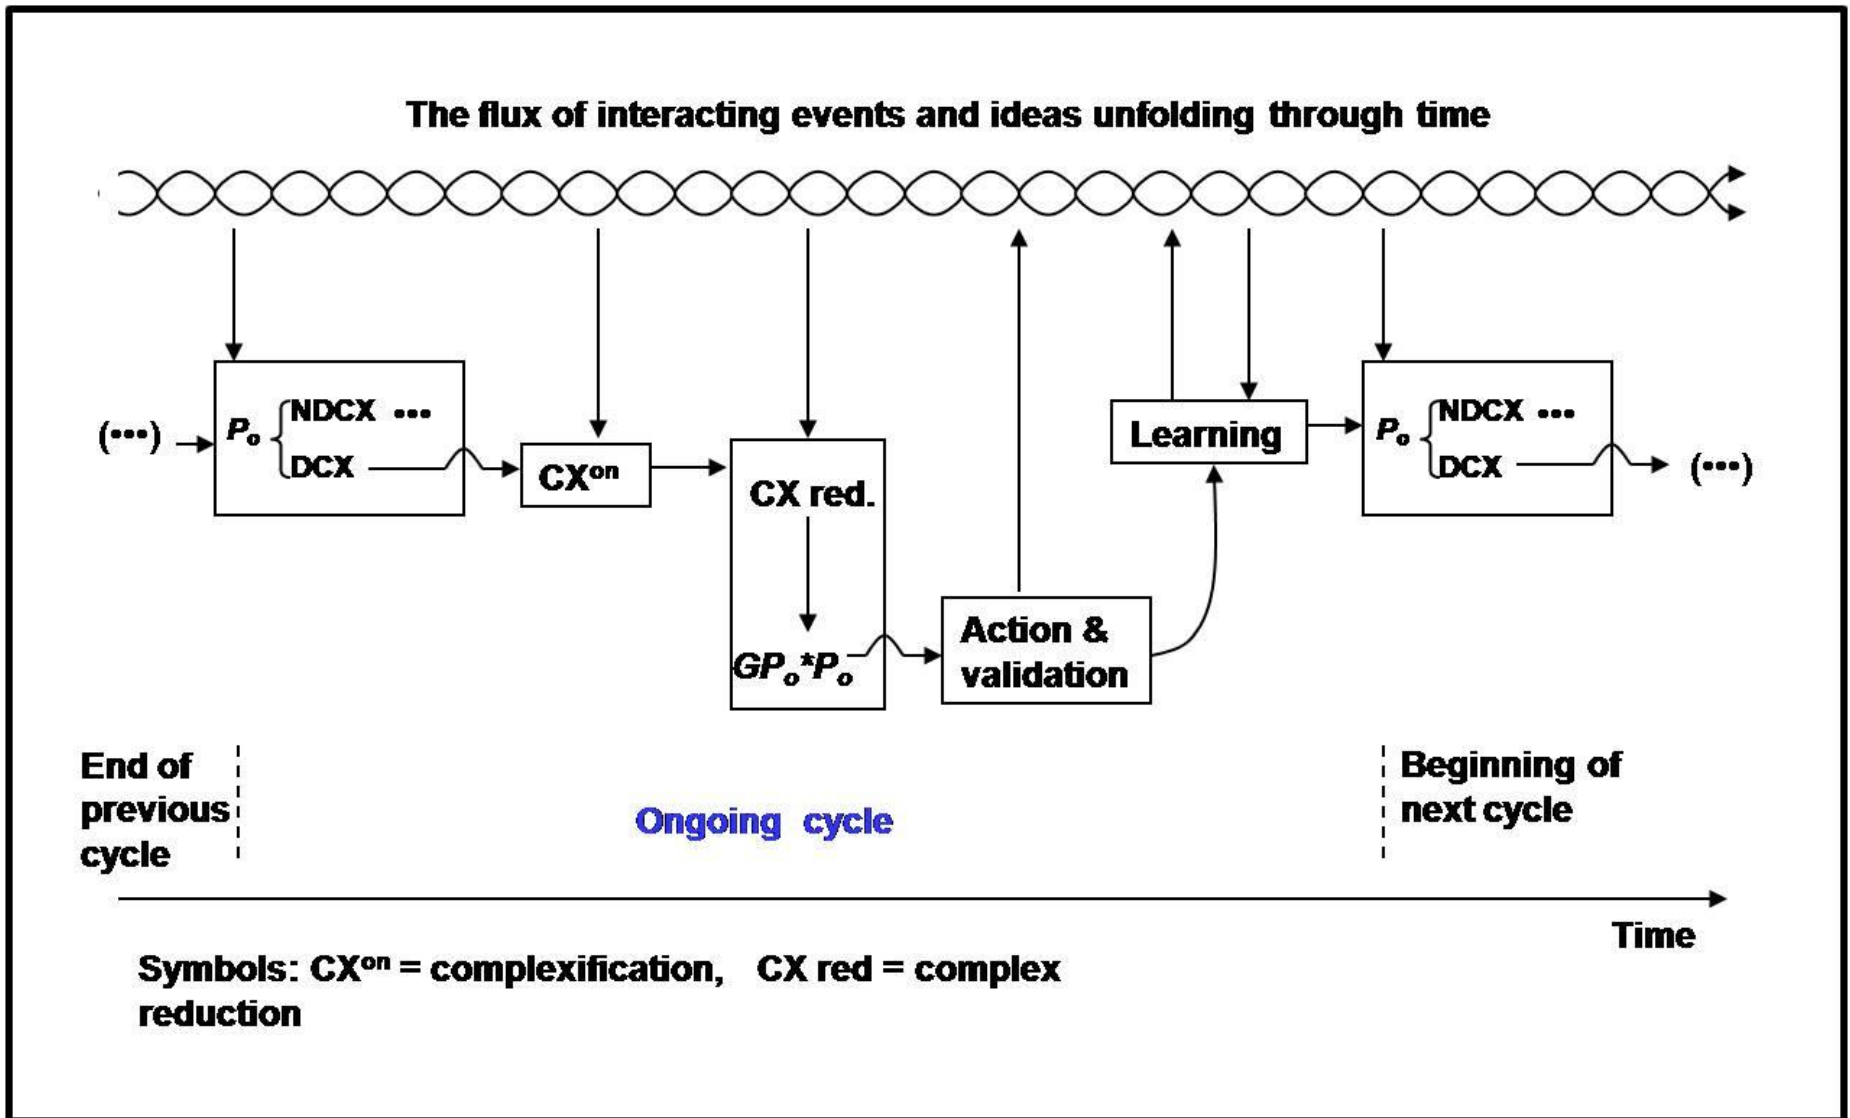 The flux of interacting events and ideas unfolding through time
(•••)
Pₒ
NDCX •••
DCX
CXᵒⁿ
CX red.
GPₒ*Pₒ
Action &
validation
Learning
Pₒ
NDCX •••
DCX
(•••)
End of
previous
cycle
Ongoing cycle
Beginning of
next cycle
Time
Symbols: CXᵒⁿ = complexification, CX red = complex
reduction